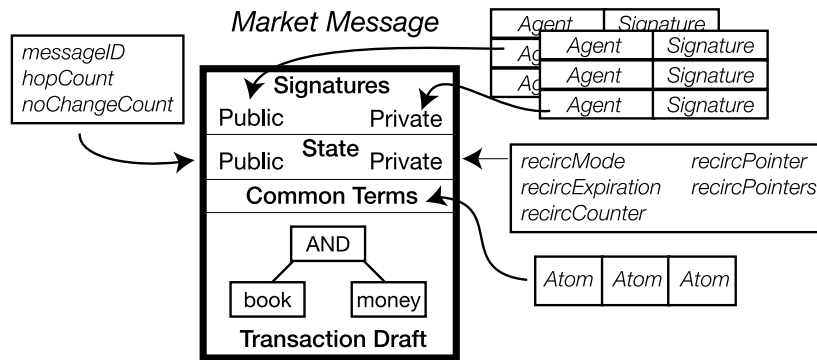 Market Message
messageID
hopCount
noChangeCount
Agent Signature
Ag
A
Agent Signature
Agent Signature
Agent Signature
Signatures
Public Private
State
Public Private
Common Terms
AND
book money
Transaction Draft
recircMode recircPointer
recircExpiration recircPointers
recircCounter
Atom Atom Atom